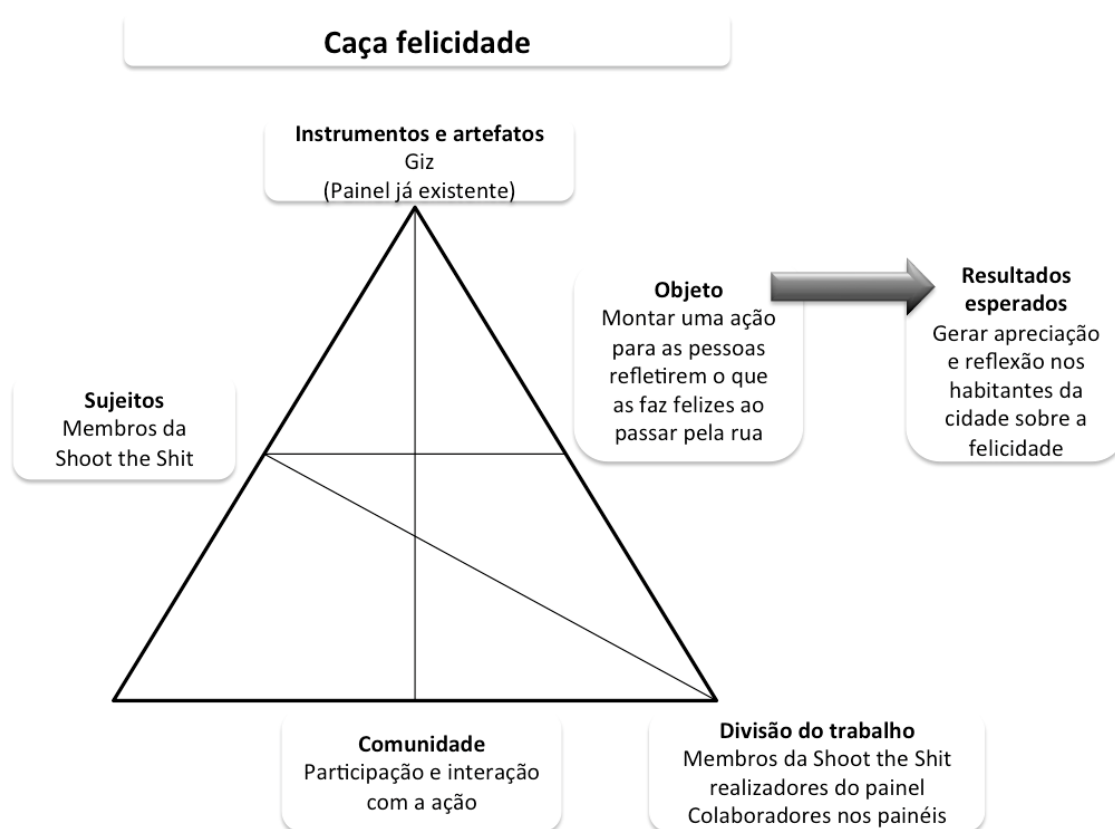 Caça felicidade
Instrumentos e artefatos
Giz
(Painel já existente)
Objeto
Montar uma ação
para as pessoas
refletirem o que
as faz felizes ao
passar pela rua
Resultados
esperados
Gerar apreciação
e reflexão nos
habitantes da
cidade sobre a
felicidade
Sujeitos
Membros da
Shoot the Shit
Comunidade
Participação e interação
com a ação
Divisão do trabalho
Membros da Shoot the Shit
realizadores do painel
Colaboradores nos painéis